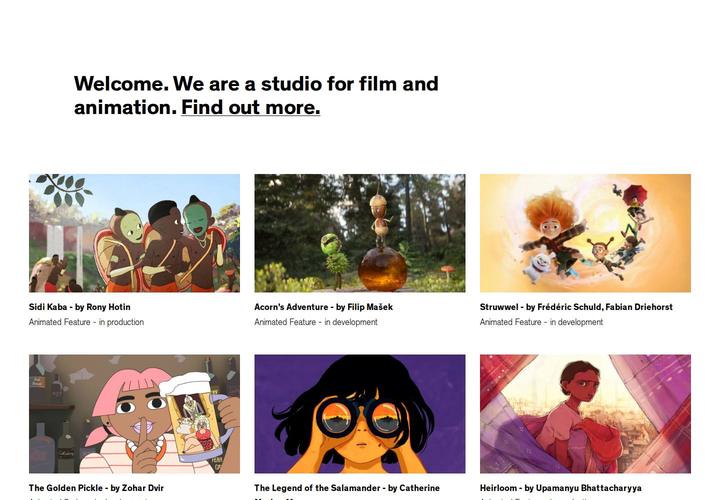 Welcome. We are a studio for film and
animation. Find out more.
Sidi Kaba - by Rony Hotin
Animated Feature - in production
Acorn's Adventure - by Filip Mašek
Animated Feature - in development
Struwwel - by Frédéric Schuld, Fabian Driehorst
Animated Feature - in development
The Golden Pickle - by Zohar Dvir
The Legend of the Salamander - by Catherine
Heirloom - by Upamanyu Bhattacharyya